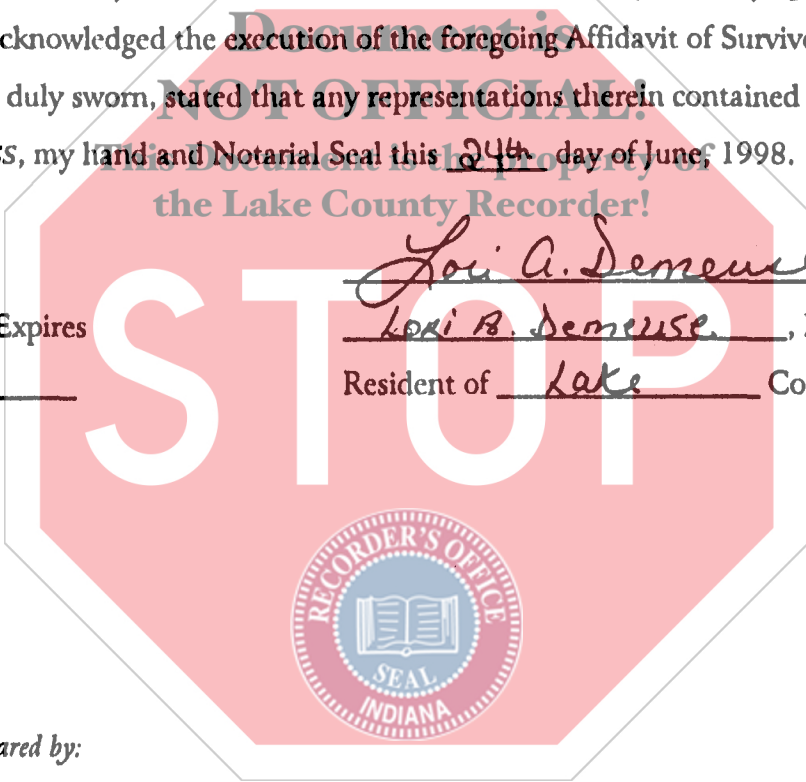 Document is
cknowledged the execution of the foregoing Affidavit of Surviv
NOT OFFICIAL!
duly sworn, stated that any representations therein contained
s, my hand and Notarial Seal this 24th day of June, 1998.
This Document is the property of
the Lake County Recorder!
Lori A. Demeuse
Expires
Lori A. Demeuse,
Resident of Lake Co
STOP
RECORDER'S OFFICE
SEAL
INDIANA
ared by: